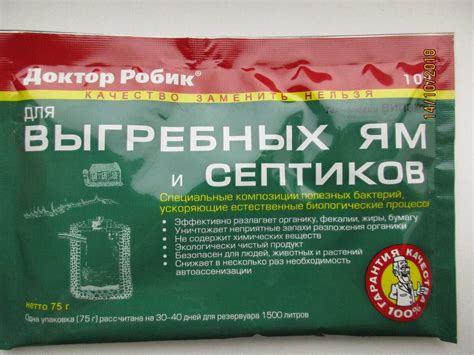 Доктор Робик®
КАЧЕСТВО ЗАМЕНИТЬ НЕЛЬЗЯ
14/10/2018
для
ВЫГРЕБНЫХ ЯМ
и СЕПТИКОВ
Специальные композиции полезных бактерий,
ускоряющие естественные биологические процессы
• Эффективно разлагает органику, фекалии, жиры, бумагу
• Уничтожает неприятные запахи разложения органики
• Не содержит химических веществ
• Экологически чистый продукт
• Безопасен для людей, животных и растений
• Снижает в несколько раз необходимость
автоассенизации
нетто 75 г
100% ГАРАНТИЯ КАЧЕСТВА
Одна упаковка (75 г) рассчитана на 30-40 дней для резервуара 1500 литров